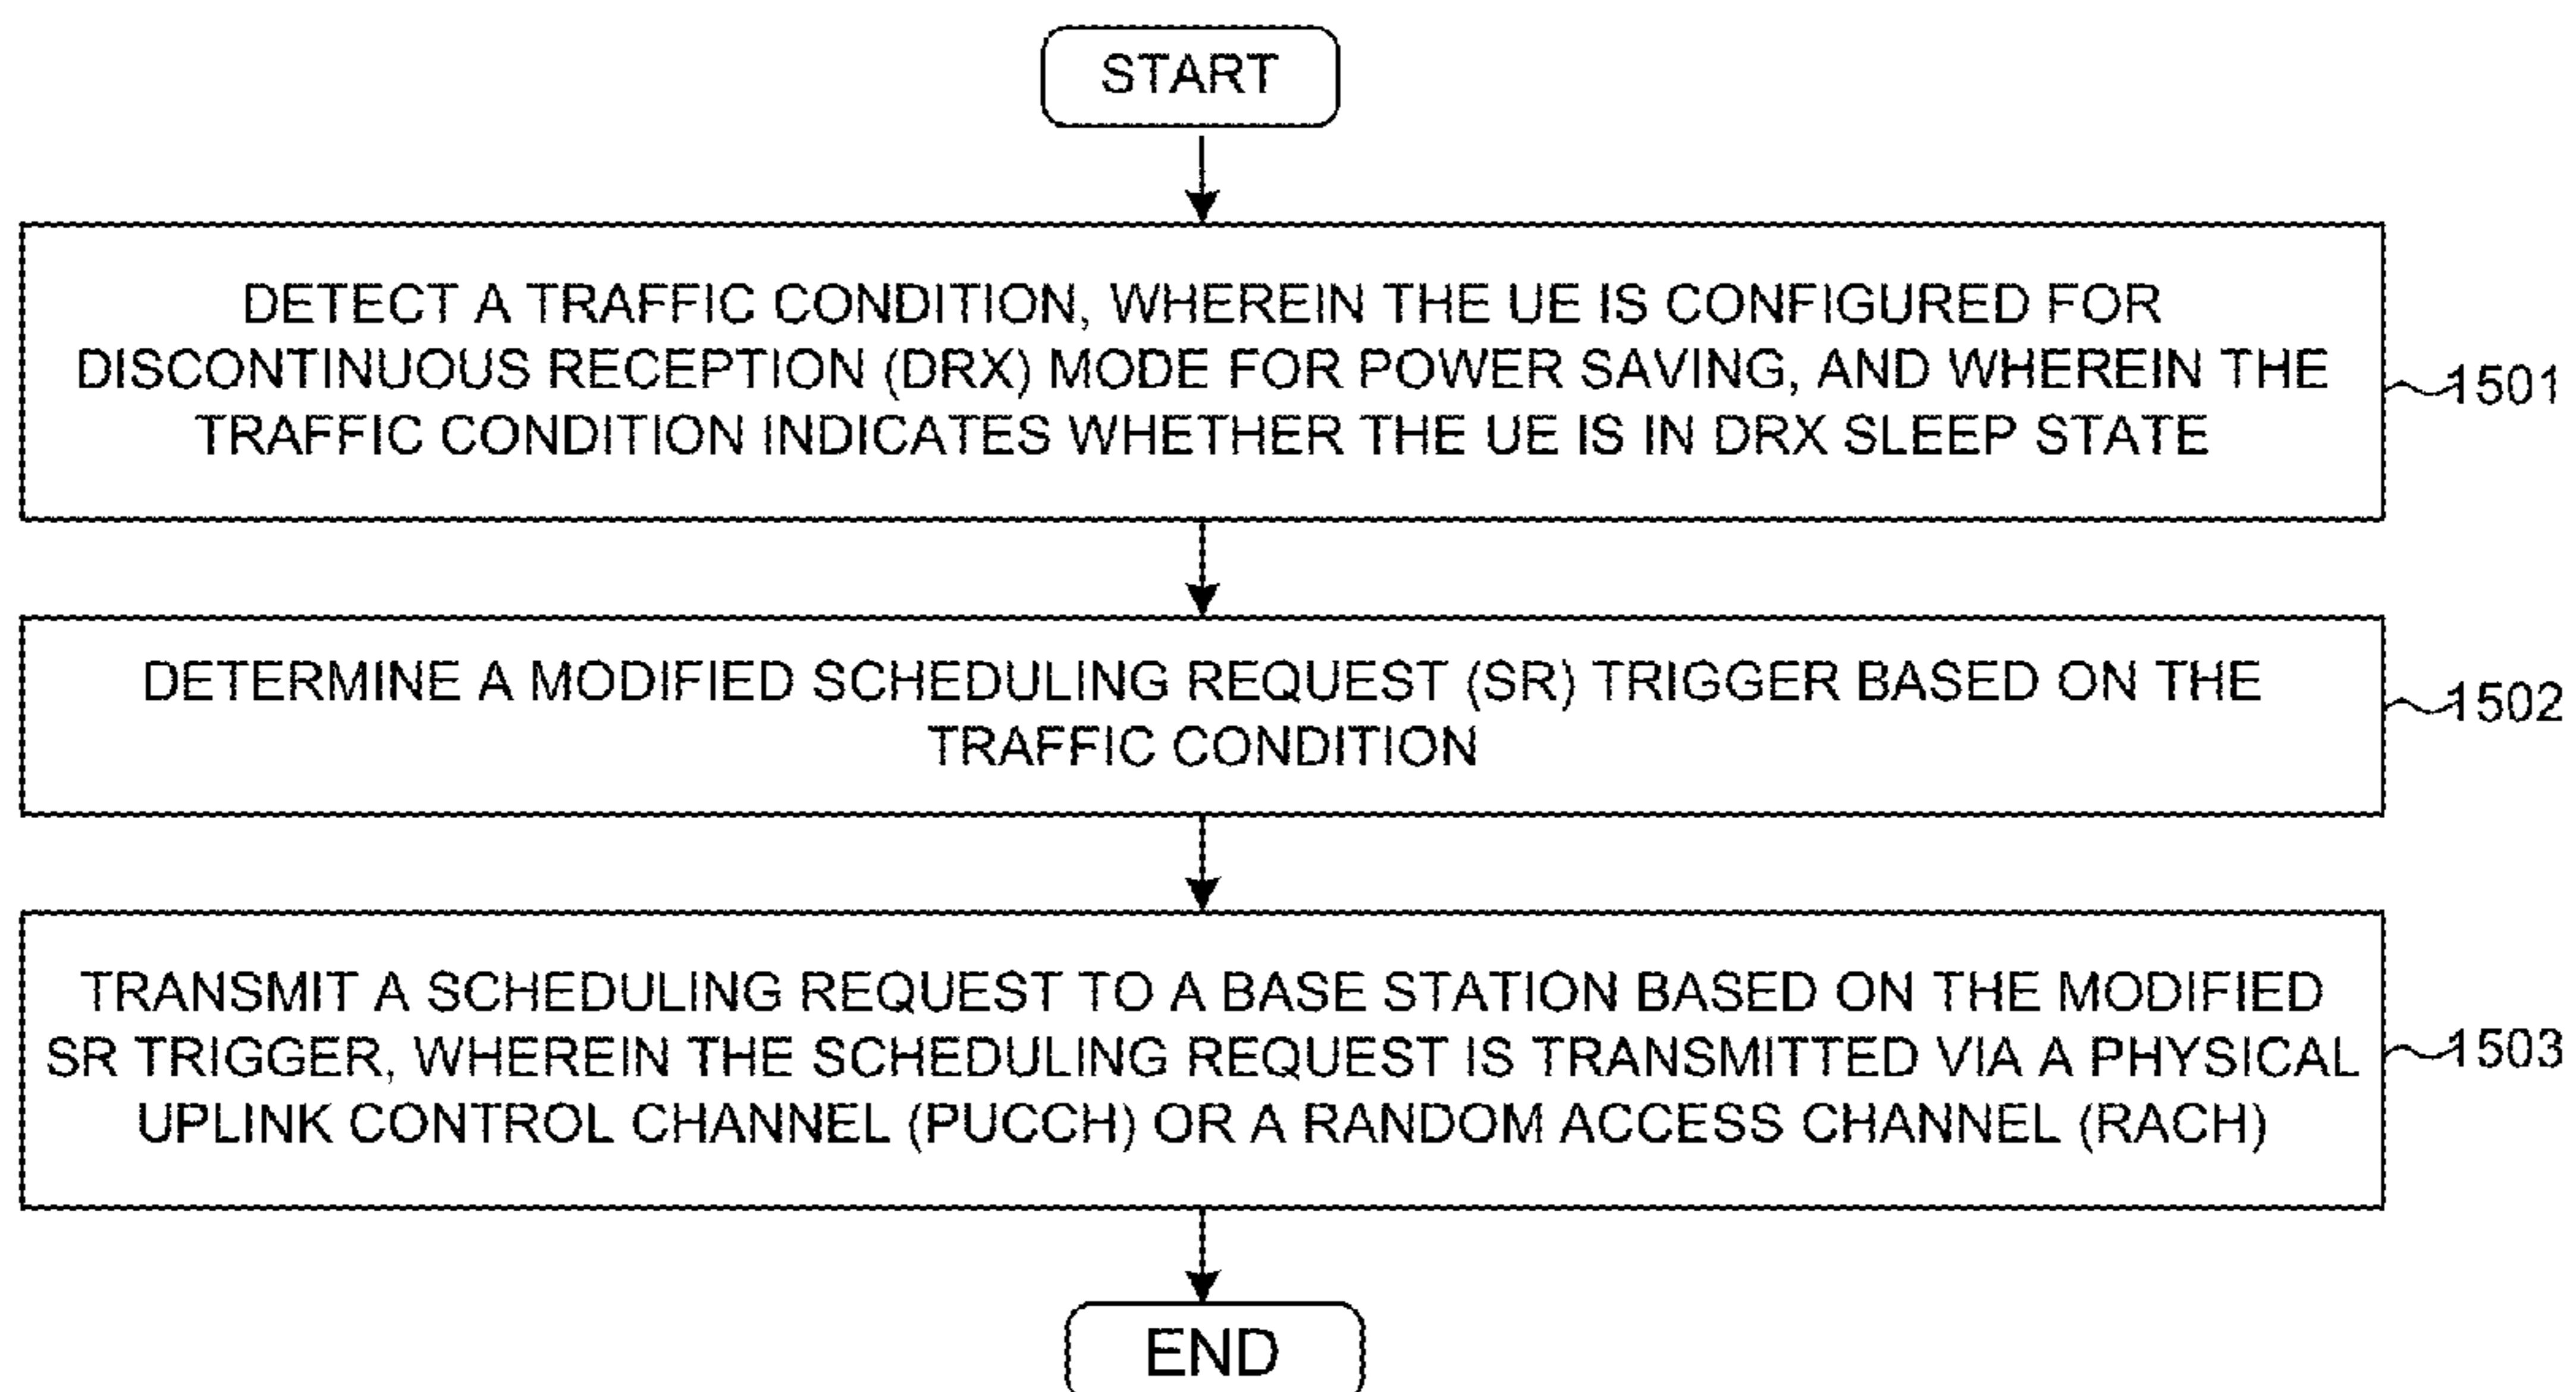 START
DETECT A TRAFFIC CONDITION, WHEREIN THE UE IS CONFIGURED FOR
DISCONTINUOUS RECEPTION (DRX) MODE FOR POWER SAVING, AND WHEREIN THE
TRAFFIC CONDITION INDICATES WHETHER THE UE IS IN DRX SLEEP STATE
1501
DETERMINE A MODIFIED SCHEDULING REQUEST (SR) TRIGGER BASED ON THE
TRAFFIC CONDITION
1502
TRANSMIT A SCHEDULING REQUEST TO A BASE STATION BASED ON THE MODIFIED
SR TRIGGER, WHEREIN THE SCHEDULING REQUEST IS TRANSMITTED VIA A PHYSICAL
UPLINK CONTROL CHANNEL (PUCCH) OR A RANDOM ACCESS CHANNEL (RACH)
1503
END